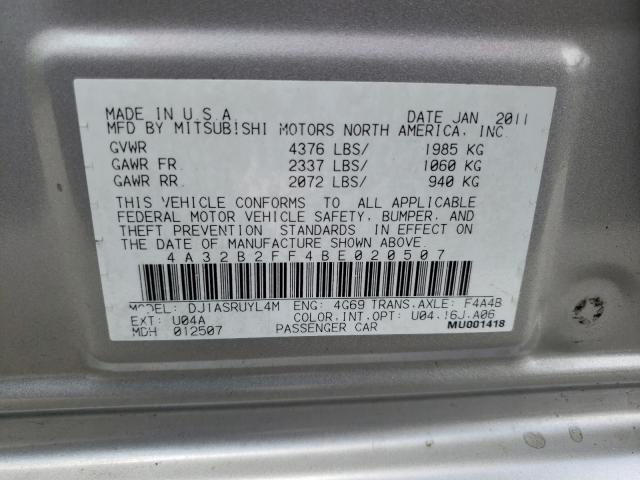 MADE IN U.S.A. DATE JAN 2011
MFD BY MITSUBISHI MOTORS NORTH AMERICA, INC.
GVWR 4376 LBS/ 1985 KG
GAWR FR. 2337 LBS/ 1060 KG
GAWR RR. 2072 LBS/ 940 KG
THIS VEHICLE CONFORMS TO ALL APPLICABLE
FEDERAL MOTOR VEHICLE SAFETY, BUMPER, AND
THEFT PREVENTION STANDARDS IN EFFECT ON
THE DATE OF MANUFACTURE SHOWN ABOVE.
4A32B2FF4BE020507
MODEL: DJ1ASRUYL4M ENG: 4G69 TRANS.AXLE: F4A4B
EXT: U04A COLOR.INT.OPT: U04.16J.A06
MDH 012507 PASSENGER CAR MU001418